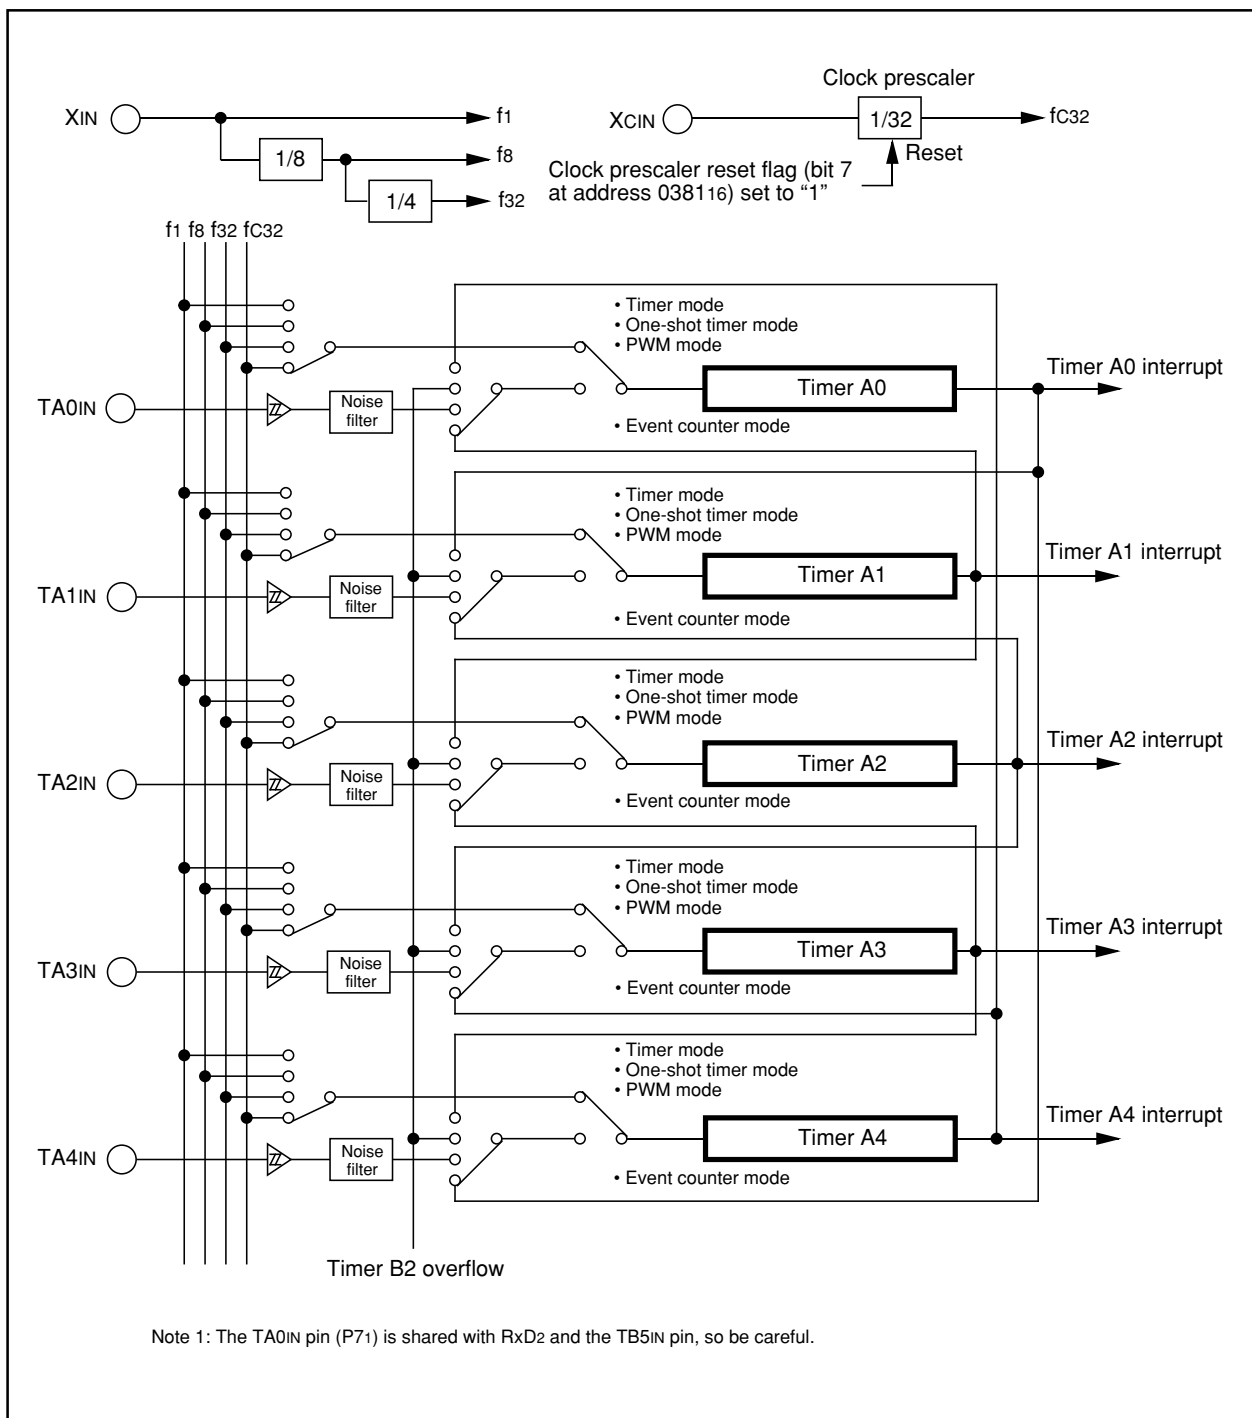 Clock prescaler
XIN
f1
XCIN
1/32
fC32
1/8
f8
Reset
Clock prescaler reset flag (bit 7
at address 038116) set to “1”
1/4
f32
f1 f8 f32 fC32
• Timer mode
• One-shot timer mode
• PWM mode
Timer A0 interrupt
Timer A0
TA0IN
Noise
filter
• Event counter mode
• Timer mode
• One-shot timer mode
• PWM mode
Timer A1 interrupt
Timer A1
TA1IN
Noise
filter
• Event counter mode
• Timer mode
• One-shot timer mode
• PWM mode
Timer A2 interrupt
Timer A2
TA2IN
Noise
filter
• Event counter mode
• Timer mode
• One-shot timer mode
• PWM mode
Timer A3 interrupt
Timer A3
TA3IN
Noise
filter
• Event counter mode
• Timer mode
• One-shot timer mode
• PWM mode
Timer A4 interrupt
Timer A4
TA4IN
Noise
filter
• Event counter mode
Timer B2 overflow
Note 1: The TA0IN pin (P71) is shared with RxD2 and the TB5IN pin, so be careful.